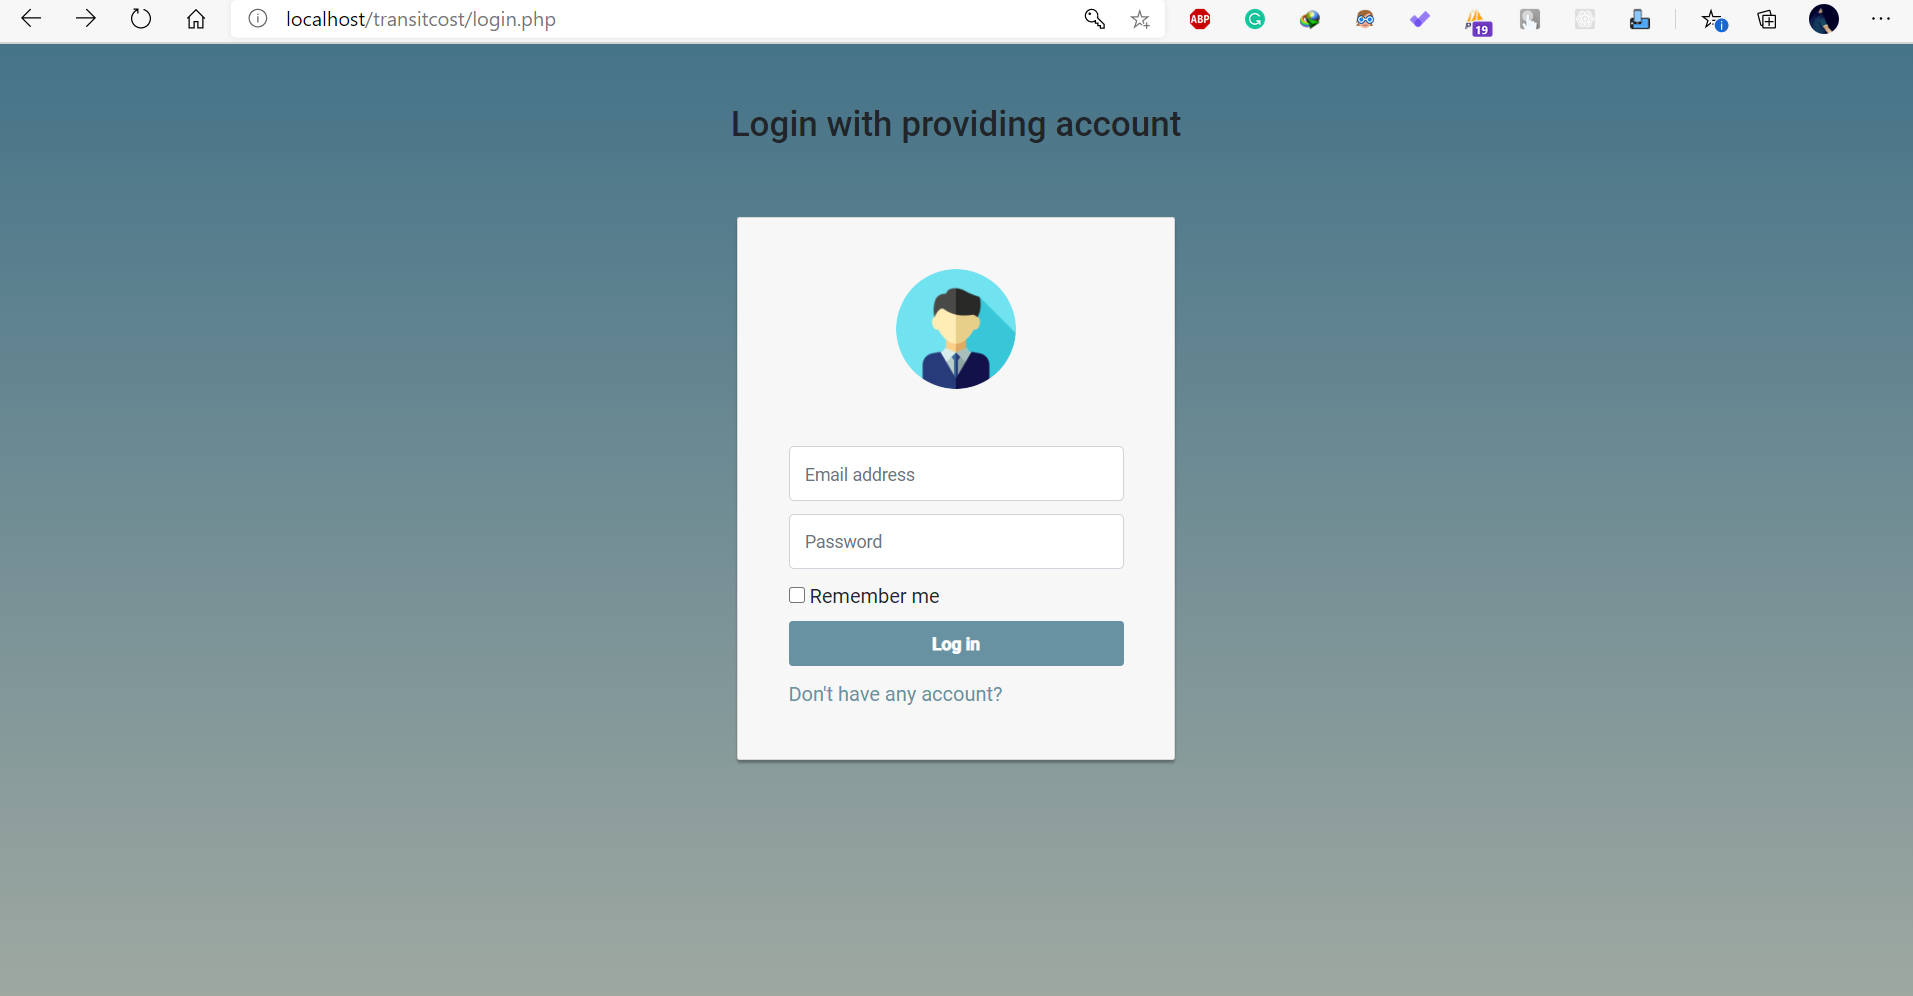 localhost/transitcost/login.php
ABP
19
Login with providing account
Email address
Password
Remember me
Log in
Don't have any account?